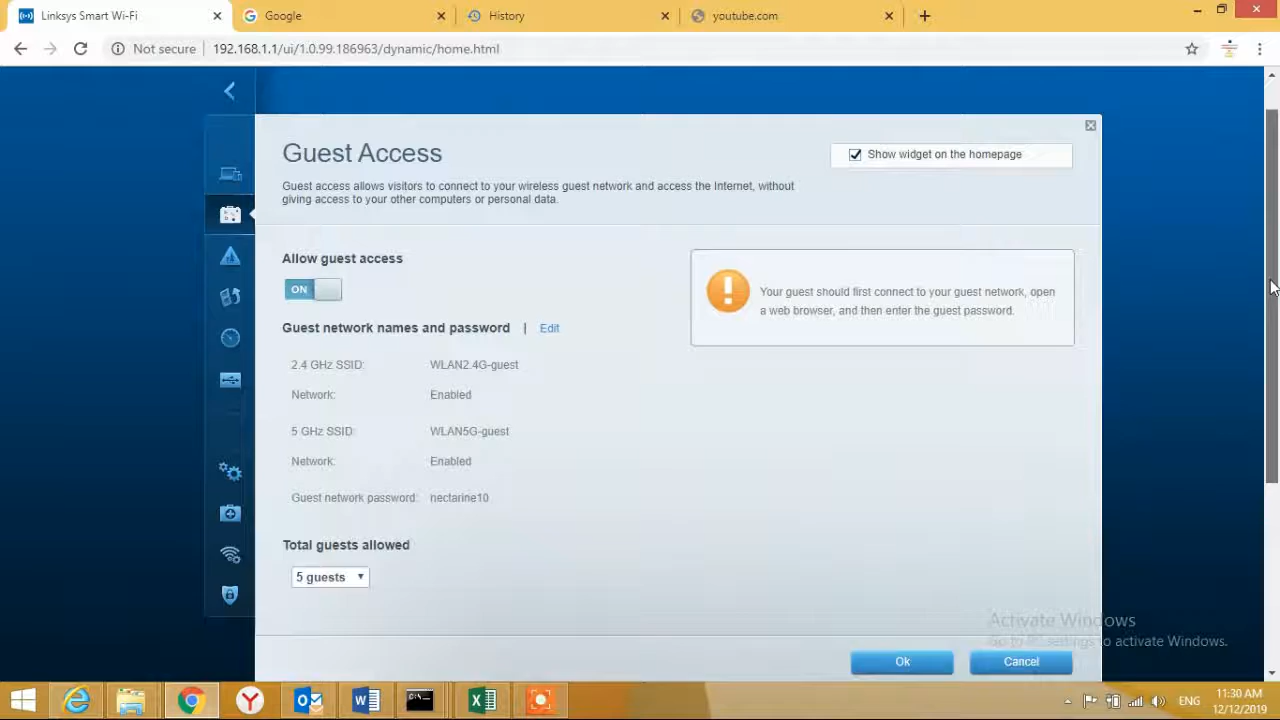 Linksys Smart Wi-Fi
Google
History
youtube.com
Not secure
192.168.1.1/ui/1.0.99.186963/dynamic/home.html
Guest Access
Show widget on the homepage
Guest access allows visitors to connect to your wireless guest network and access the Internet, without
giving access to your other computers or personal data.
Allow guest access
ON
Your guest should first connect to your guest network, open
a web browser, and then enter the guest password.
Guest network names and password | Edit
2.4 GHz SSID: WLAN2.4G-guest
Network: Enabled
5 GHz SSID: WLAN5G-guest
Network: Enabled
Guest network password: nectarine10
Total guests allowed
5 guests
Activate Windows
Go to PC settings to activate Windows.
Ok
Cancel
ENG
11:30 AM
12/12/2019